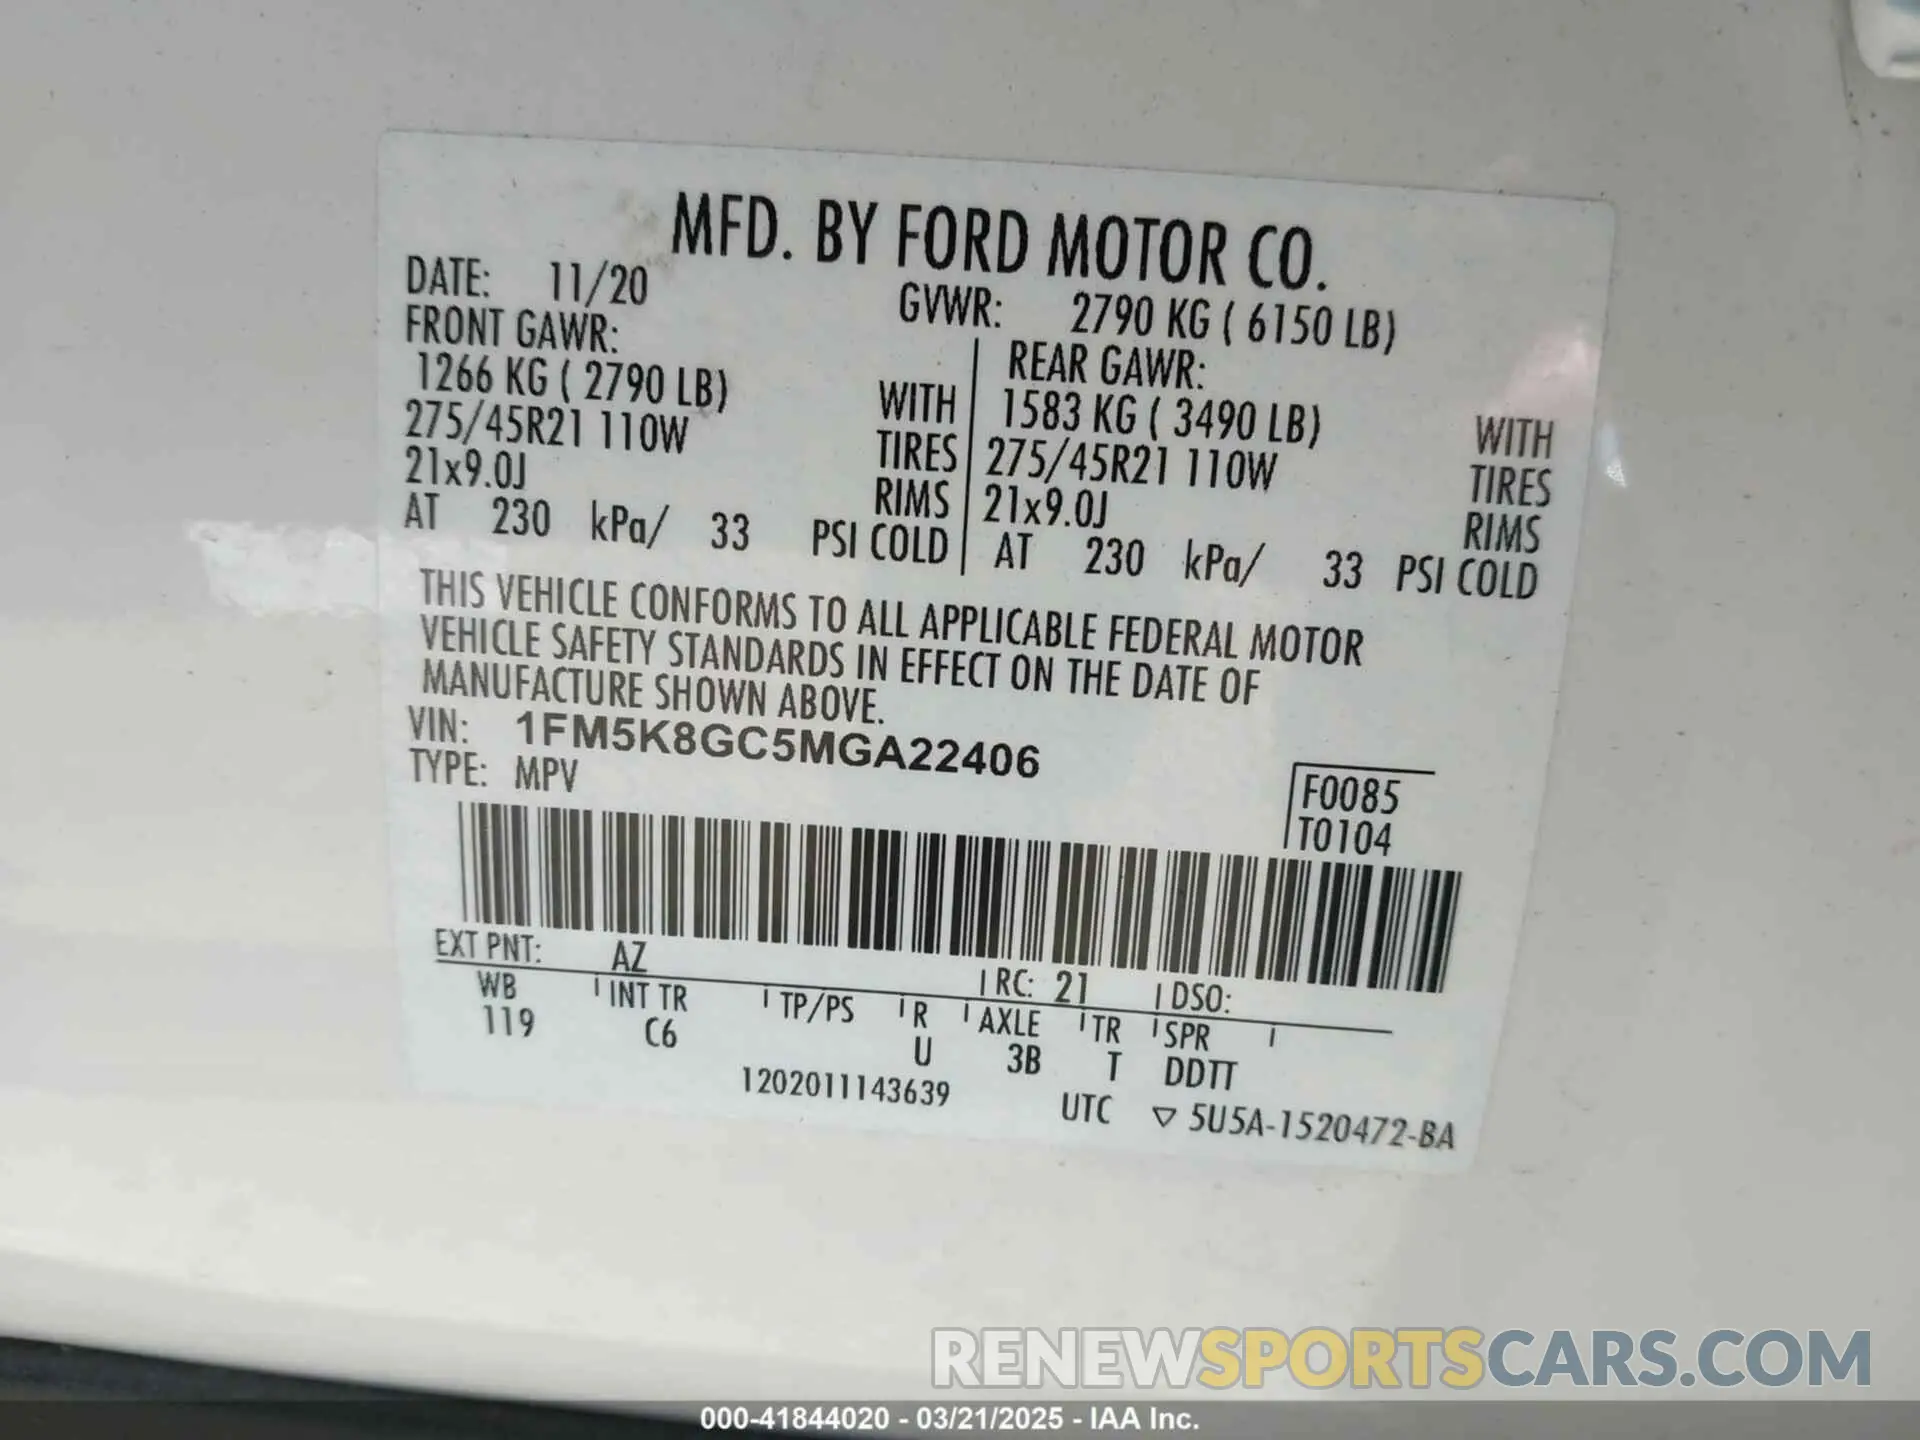 MFD. BY FORD MOTOR CO.
DATE: 11/20 GVWR: 2790 KG ( 6150 LB)
FRONT GAWR: REAR GAWR:
1266 KG ( 2790 LB) WITH 1583 KG ( 3490 LB) WITH
275/45R21 110W TIRES 275/45R21 110W TIRES
21x9.0J RIMS 21x9.0J RIMS
AT 230 kPa/ 33 PSI COLD AT 230 kPa/ 33 PSI COLD
THIS VEHICLE CONFORMS TO ALL APPLICABLE FEDERAL MOTOR
VEHICLE SAFETY STANDARDS IN EFFECT ON THE DATE OF
MANUFACTURE SHOWN ABOVE.
VIN: 1FM5K8GC5MGA22406
TYPE: MPV
F0085
T0104
EXT PNT: AZ RC: 21 DSO:
WB INT TR TP/PS R AXLE TR SPR
119 C6 U 3B T DDTT
1202011143639 UTC ▽ 5U5A-1520472-BA
RENEWSPORTSCARS.COM
000-41844020 - 03/21/2025 - IAA Inc.